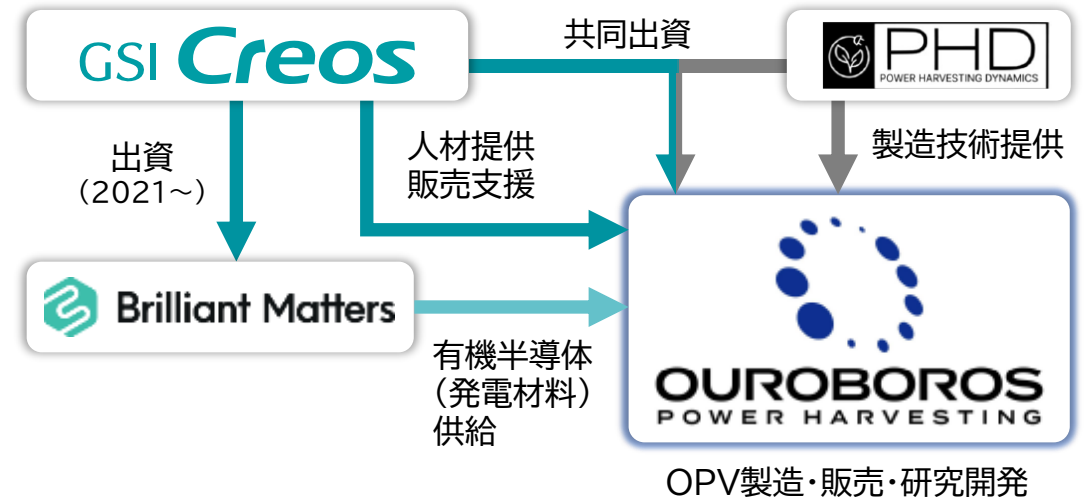 GSI Creos
共同出資
PHD
POWER HARVESTING DYNAMICS
出資
（2021～）
人材提供
販売支援
製造技術提供
Brilliant Matters
有機半導体
（発電材料）
供給
OUROBOROS
POWER HARVESTING
OPV製造・販売・研究開発